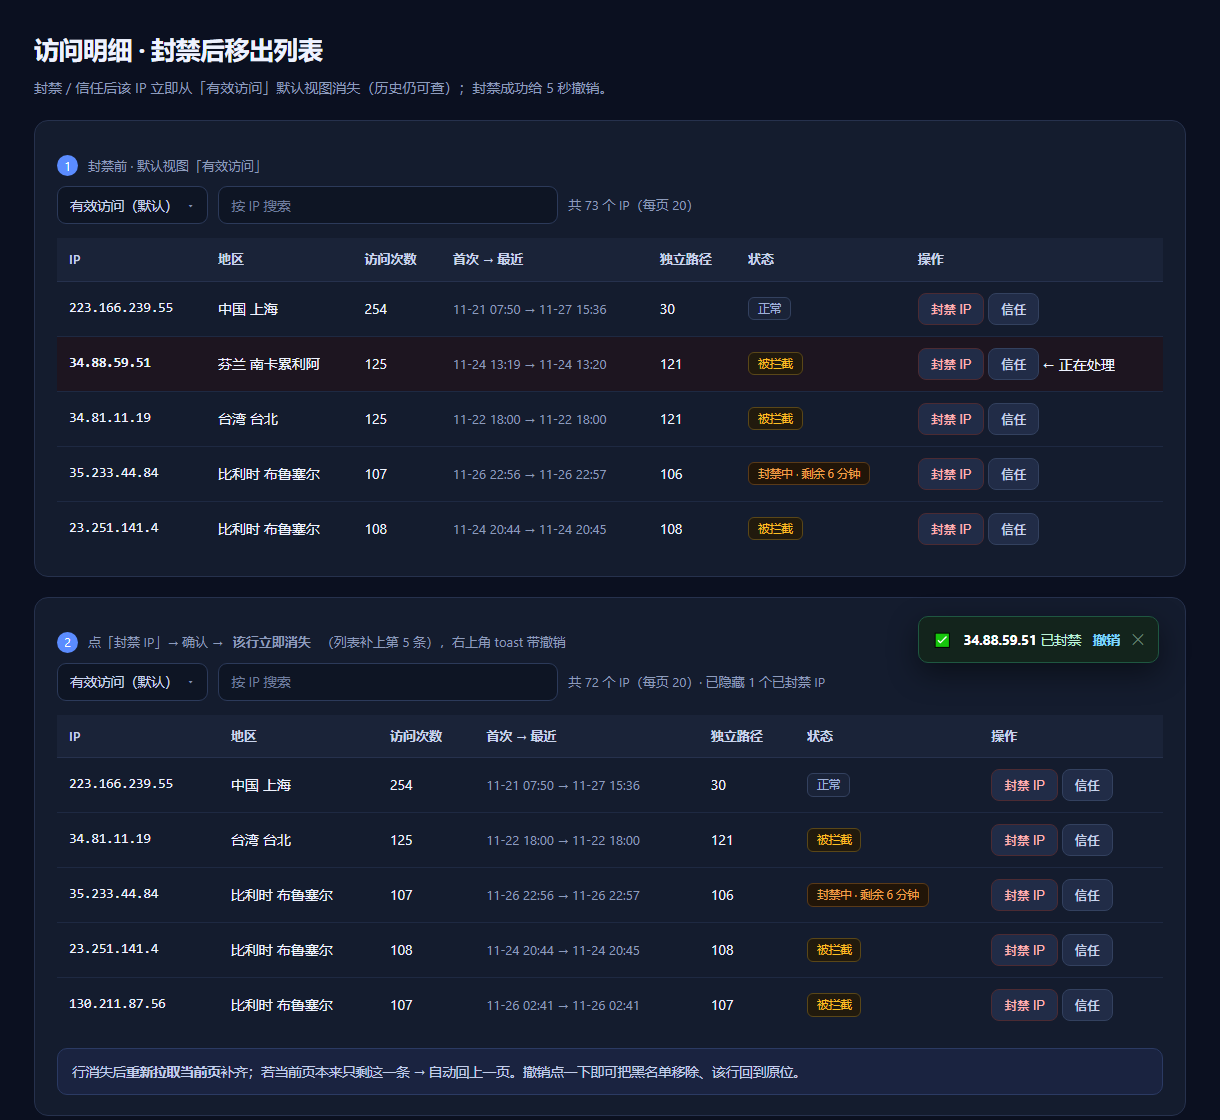 访问明细 · 封禁后移出列表
封禁 / 信任后该 IP 立即从「有效访问」默认视图消失（历史仍可查）；封禁成功给 5 秒撤销。
1 封禁前 · 默认视图「有效访问」
有效访问（默认） 按 IP 搜索 共 73 个 IP（每页 20）
IP 地区 访问次数 首次 → 最近 独立路径 状态 操作
223.166.239.55 中国 上海 254 11-21 07:50 → 11-27 15:36 30 正常 封禁 IP 信任
34.88.59.51 芬兰 南卡累利阿 125 11-24 13:19 → 11-24 13:20 121 被拦截 封禁 IP 信任 ← 正在处理
34.81.11.19 台湾 台北 125 11-22 18:00 → 11-22 18:00 121 被拦截 封禁 IP 信任
35.233.44.84 比利时 布鲁塞尔 107 11-26 22:56 → 11-26 22:57 106 封禁中 · 剩余 6 分钟 封禁 IP 信任
23.251.141.4 比利时 布鲁塞尔 108 11-24 20:44 → 11-24 20:45 108 被拦截 封禁 IP 信任
2 点「封禁 IP」→ 确认 → 该行立即消失 （列表补上第 5 条），右上角 toast 带撤销
✅ 34.88.59.51 已封禁 撤销 ×
有效访问（默认） 按 IP 搜索 共 72 个 IP（每页 20）· 已隐藏 1 个已封禁 IP
IP 地区 访问次数 首次 → 最近 独立路径 状态 操作
223.166.239.55 中国 上海 254 11-21 07:50 → 11-27 15:36 30 正常 封禁 IP 信任
34.81.11.19 台湾 台北 125 11-22 18:00 → 11-22 18:00 121 被拦截 封禁 IP 信任
35.233.44.84 比利时 布鲁塞尔 107 11-26 22:56 → 11-26 22:57 106 封禁中 · 剩余 6 分钟 封禁 IP 信任
23.251.141.4 比利时 布鲁塞尔 108 11-24 20:44 → 11-24 20:45 108 被拦截 封禁 IP 信任
130.211.87.56 比利时 布鲁塞尔 107 11-26 02:41 → 11-26 02:41 107 被拦截 封禁 IP 信任
行消失后重新拉取当前页补齐；若当前页本来只剩这一条 → 自动回上一页。撤销点一下即可把黑名单移除、该行回到原位。